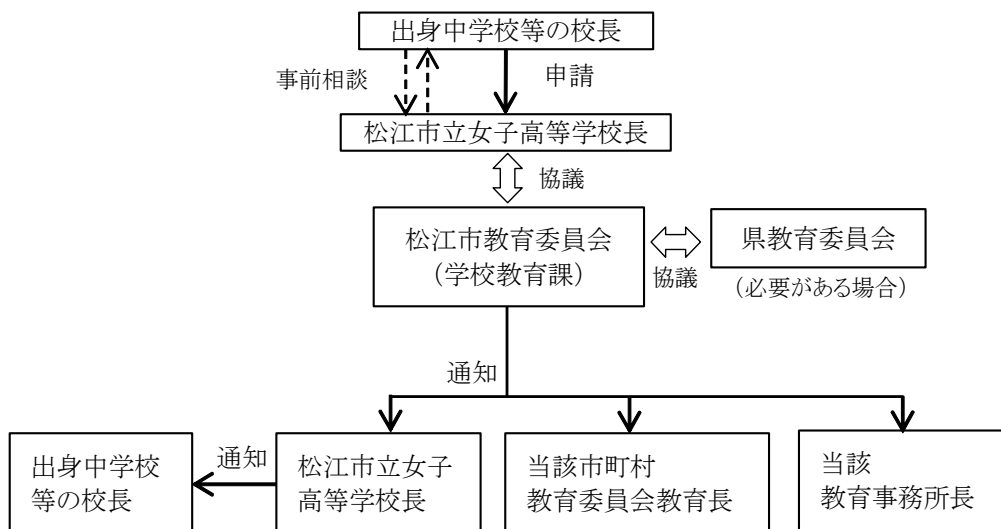 出身中学校等の校長
事前相談
申請
松江市立女子高等学校長
協議
松江市教育委員会
(学校教育課)
協議
県教育委員会
(必要がある場合)
通知
出身中学校
等の校長
通知
松江市立女子
高等学校長
当該市町村
教育委員会教育長
当該
教育事務所長